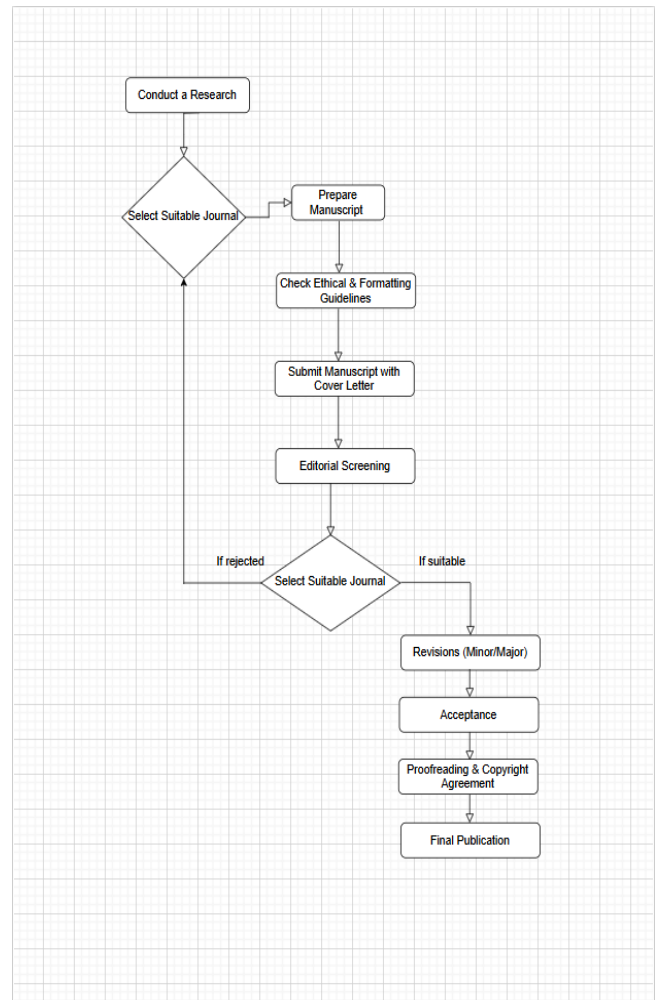 Conduct a Research
Select Suitable Journal
Prepare
Manuscript
Check Ethical & Formatting
Guidelines
Submit Manuscript with
Cover Letter
Editorial Screening
If rejected
Select Suitable Journal
If suitable
Revisions (Minor/Major)
Acceptance
Proofreading & Copyright
Agreement
Final Publication